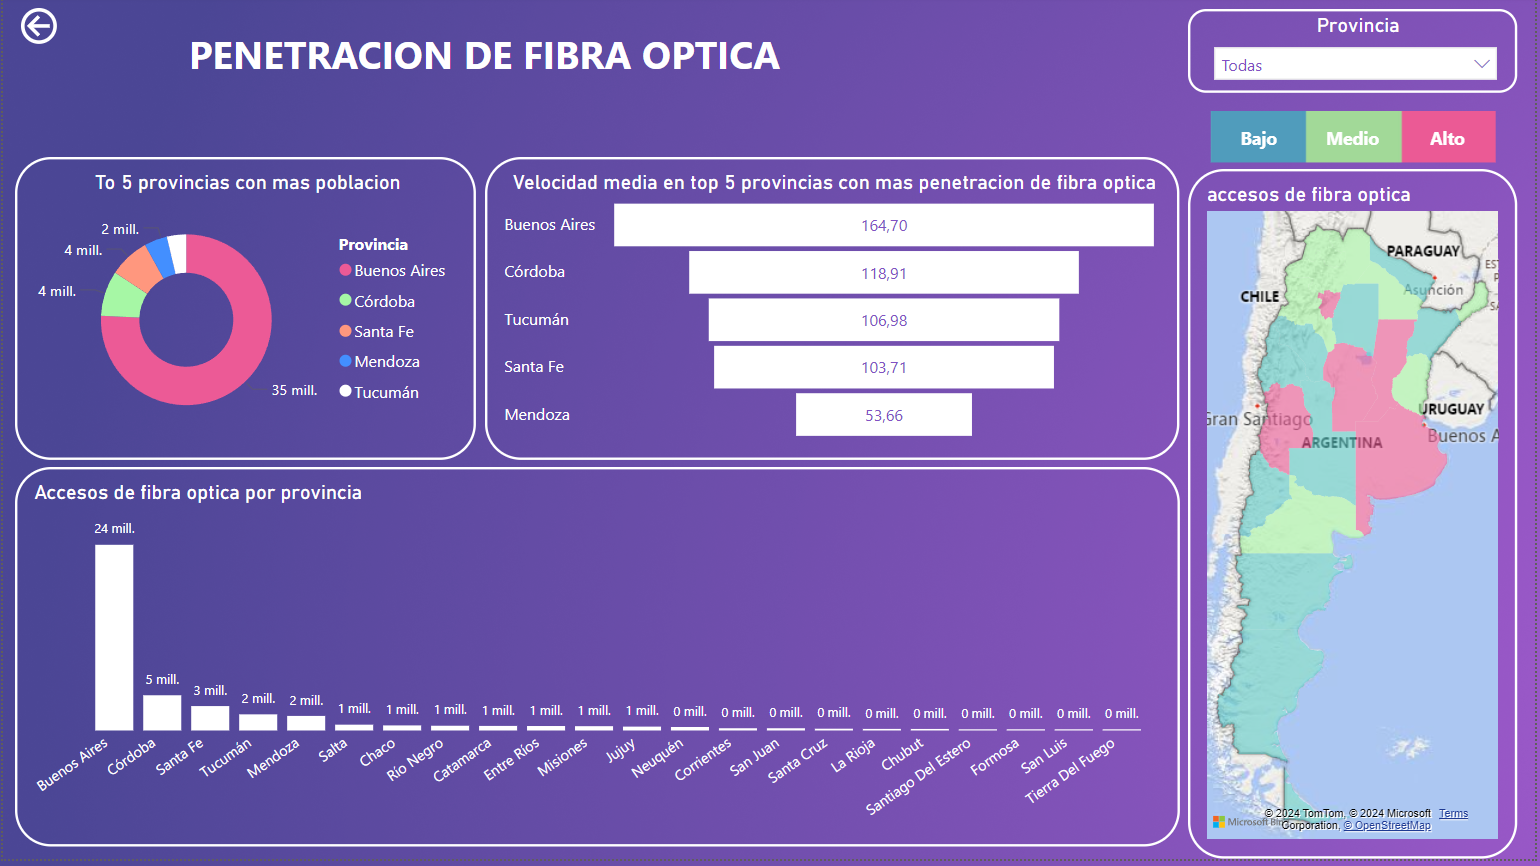 PENETRACION DE FIBRA OPTICA
Provincia
Todas
Bajo
Medio
Alto
To 5 provincias con mas poblacion
2 mill.
4 mill.
4 mill.
35 mill.
Provincia
Buenos Aires
Córdoba
Santa Fe
Mendoza
Tucumán
Velocidad media en top 5 provincias con mas penetracion de fibra optica
Buenos Aires 164,70
Córdoba 118,91
Tucumán 106,98
Santa Fe 103,71
Mendoza 53,66
accesos de fibra optica
PARAGUAY
Asunción
CHILE
URUGUAY
Gran Santiago
Buenos A
ARGENTINA
© 2024 TomTom, © 2024 Microsoft Terms
Corporation, © OpenStreetMap
Microsoft Bing
Accesos de fibra optica por provincia
24 mill.
5 mill.
3 mill.
2 mill.
2 mill.
1 mill.
1 mill.
1 mill.
1 mill.
1 mill.
1 mill.
1 mill.
0 mill.
0 mill.
0 mill.
0 mill.
0 mill.
0 mill.
0 mill.
0 mill.
0 mill.
0 mill.
Buenos Aires
Córdoba
Santa Fe
Tucumán
Mendoza
Salta
Chaco
Río Negro
Catamarca
Entre Ríos
Misiones
Jujuy
Neuquén
Corrientes
San Juan
Santa Cruz
La Rioja
Chubut
Santiago Del Estero
Formosa
San Luis
Tierra Del Fuego